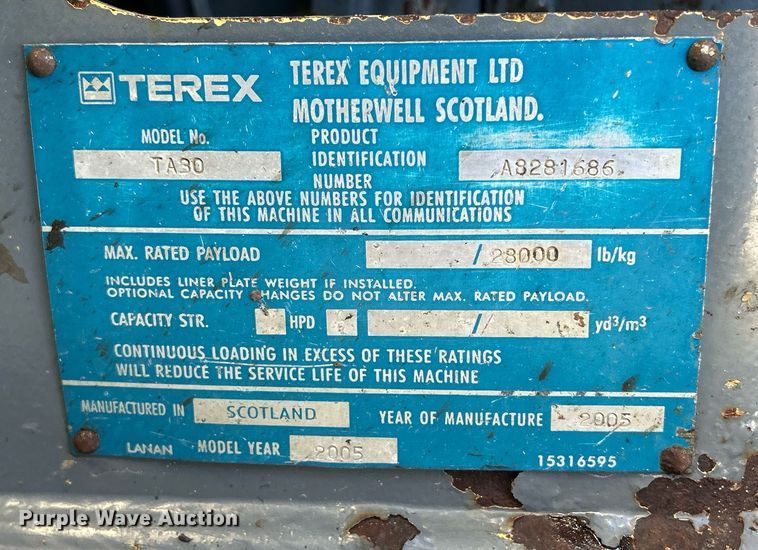 TEREX
TEREX EQUIPMENT LTD
MOTHERWELL SCOTLAND.
MODEL No.
TA30
PRODUCT
IDENTIFICATION
NUMBER
A8281686
USE THE ABOVE NUMBERS FOR IDENTIFICATION
OF THIS MACHINE IN ALL COMMUNICATIONS
MAX. RATED PAYLOAD / 28000 lb/kg
INCLUDES LINER PLATE WEIGHT IF INSTALLED.
OPTIONAL CAPACITY CHANGES DO NOT ALTER MAX. RATED PAYLOAD.
CAPACITY STR. HPD / yd³/m³
CONTINUOUS LOADING IN EXCESS OF THESE RATINGS
WILL REDUCE THE SERVICE LIFE OF THIS MACHINE
MANUFACTURED IN SCOTLAND YEAR OF MANUFACTURE 2005
LANAN MODEL YEAR 2005 15316595
Purple Wave Auction